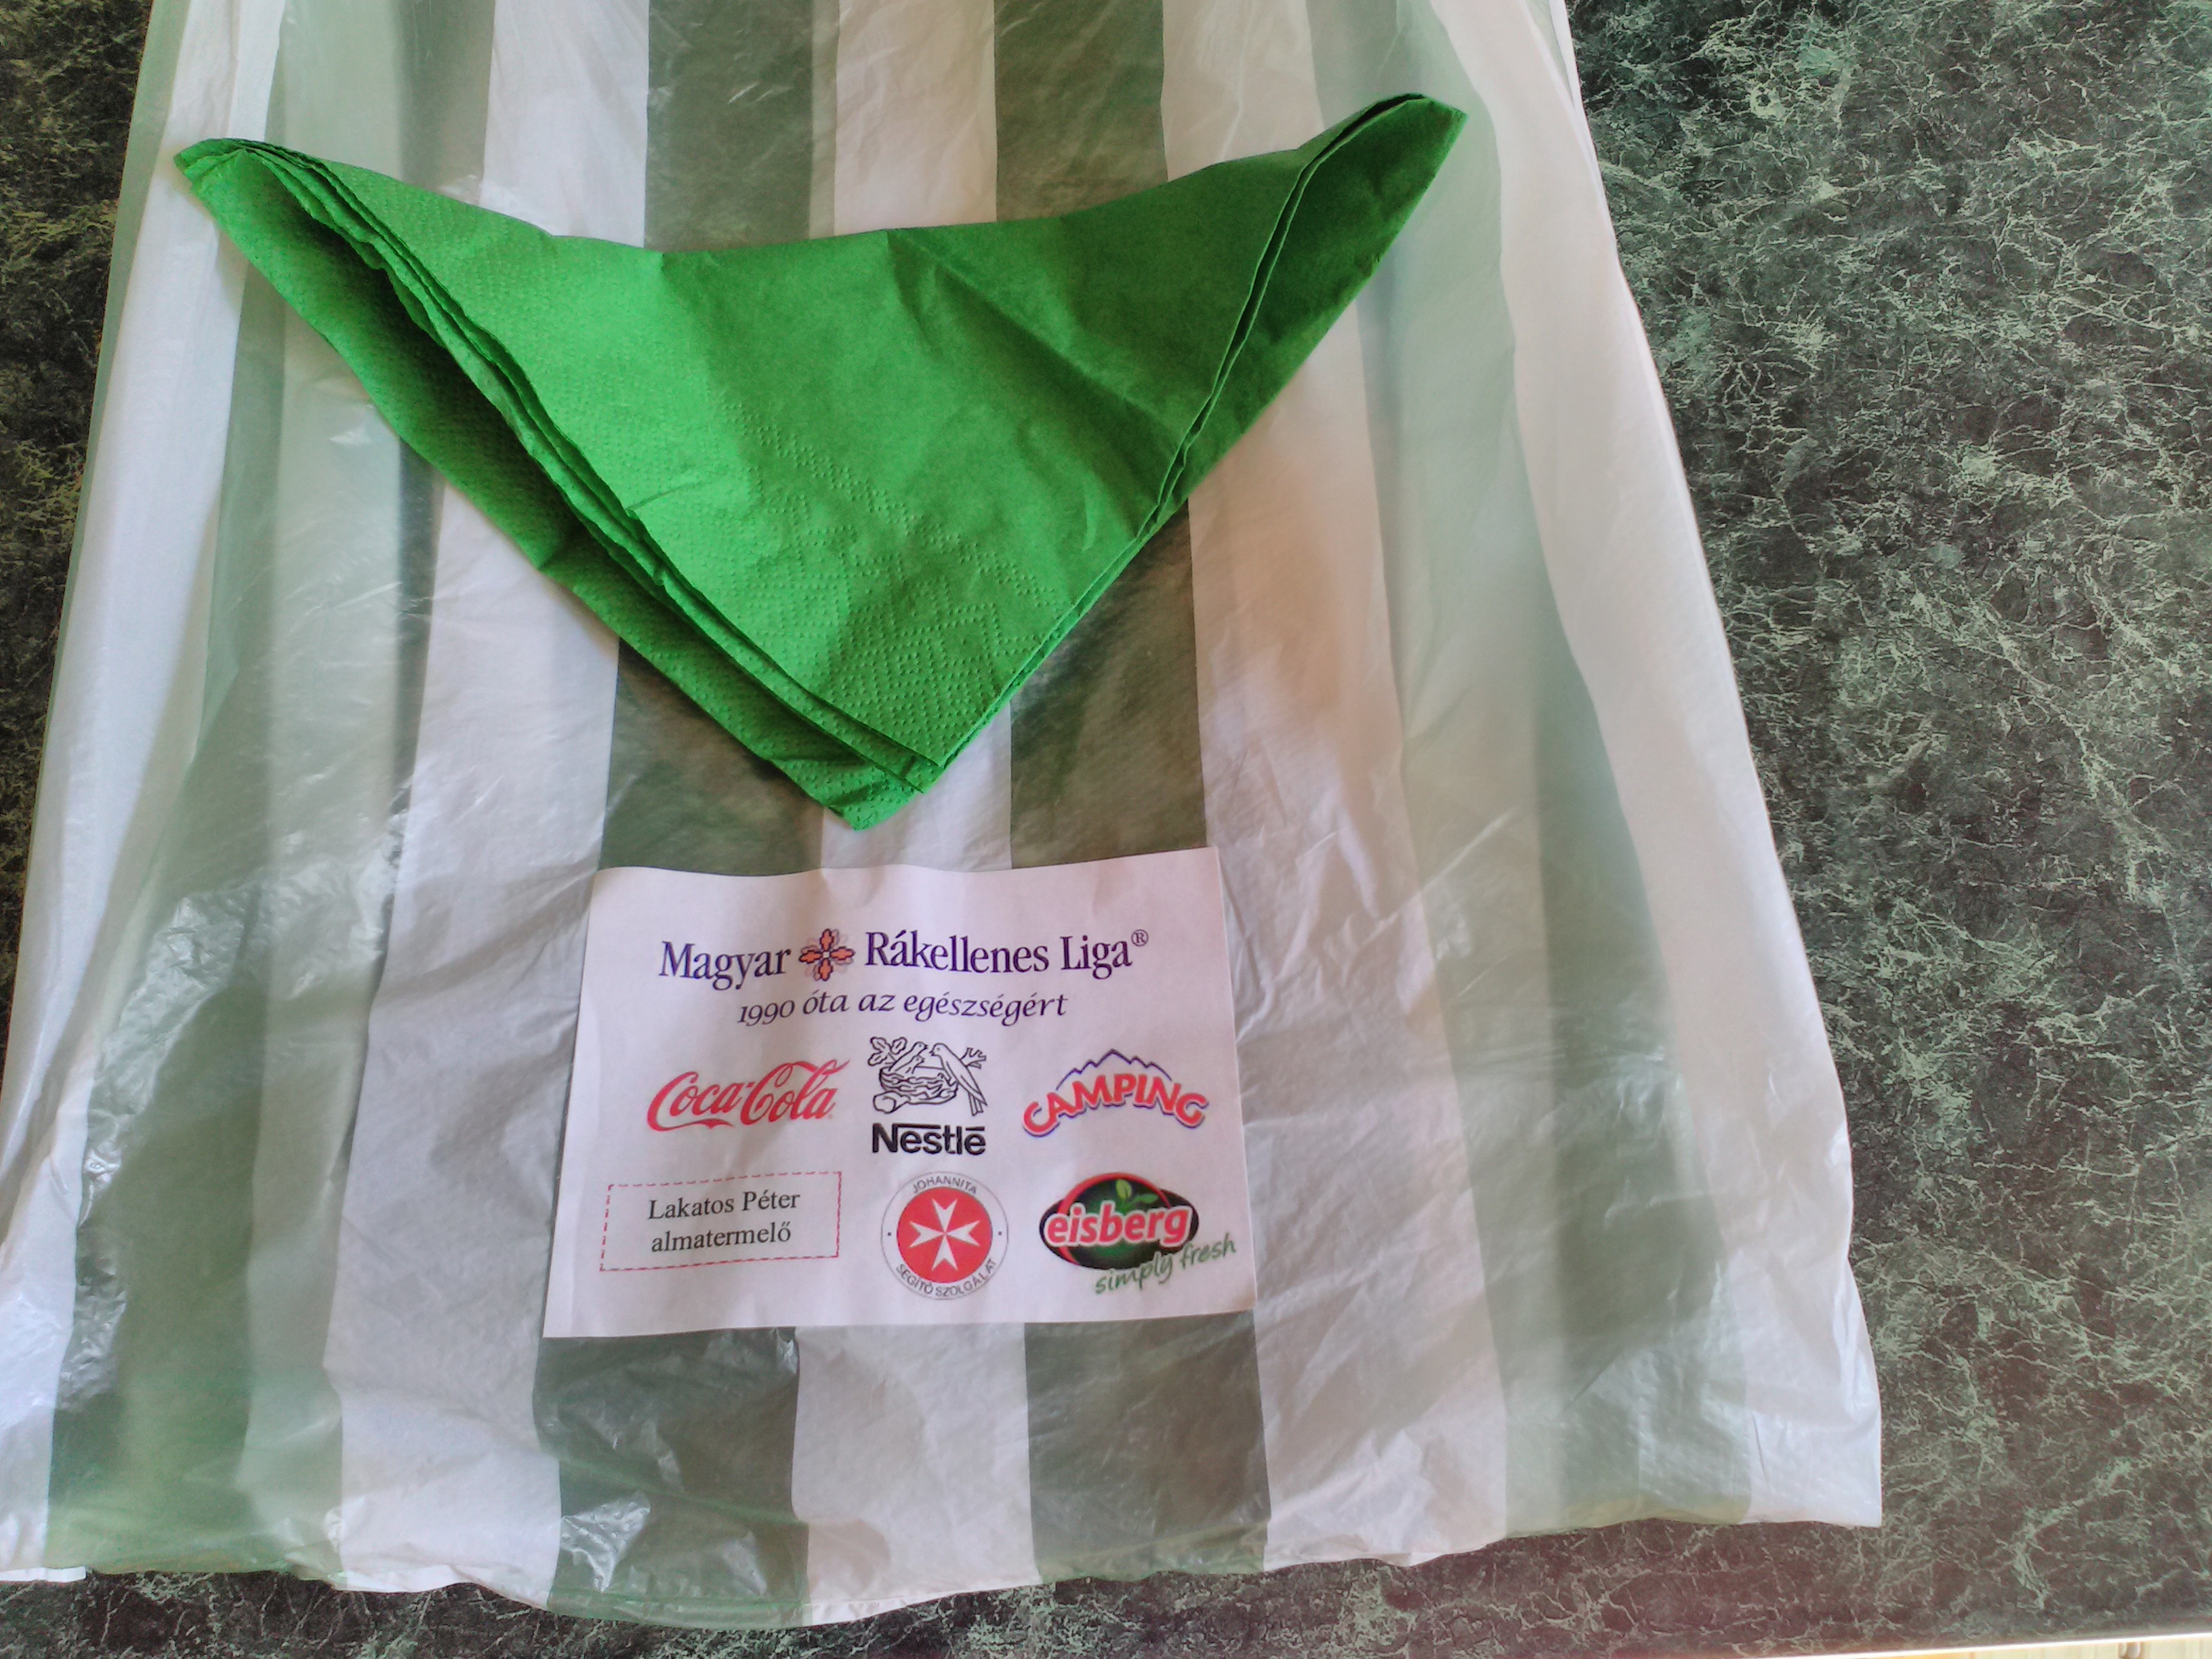 Magyar Rákellenes Liga®
1990 óta az egészségért
Coca-Cola
Nestlé
CAMPING
Lakatos Péter
almatermelő
JOHANNITA
SEGÍTŐ SZOLGÁLAT
eisberg
simply fresh